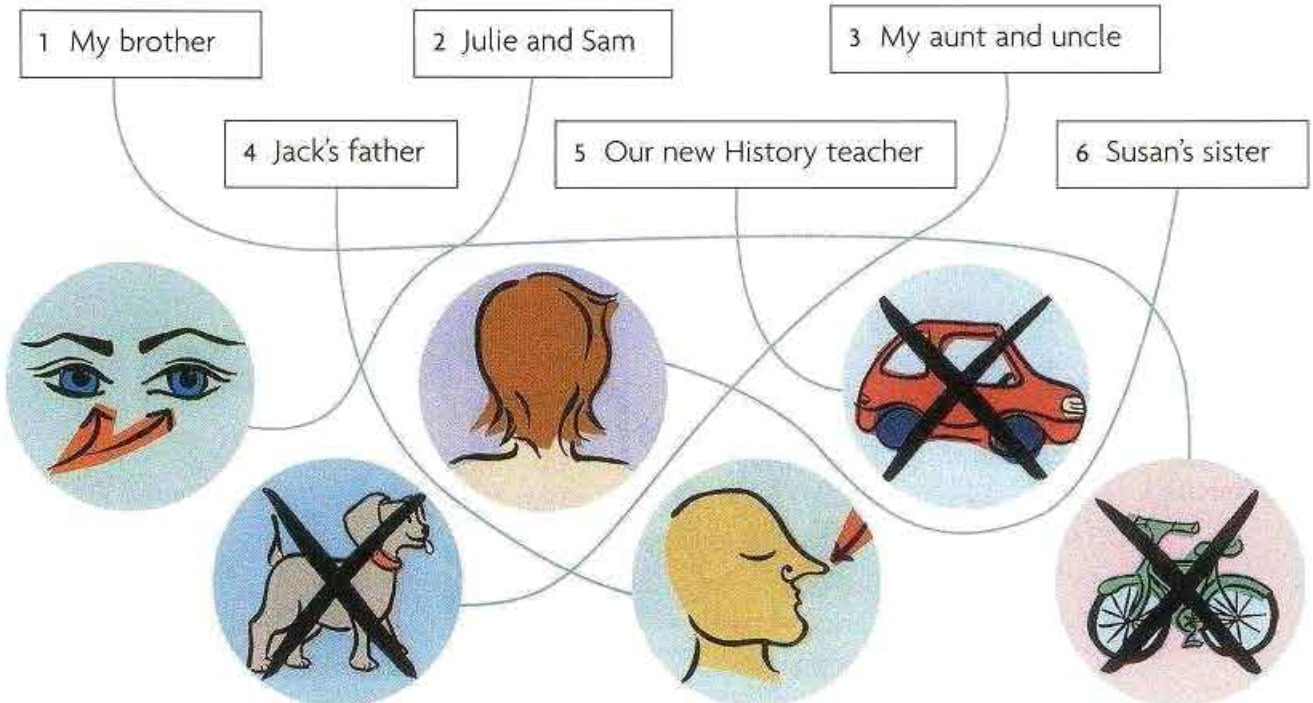 1 My brother
2 Julie and Sam
3 My aunt and uncle
4 Jack's father
5 Our new History teacher
6 Susan's sister